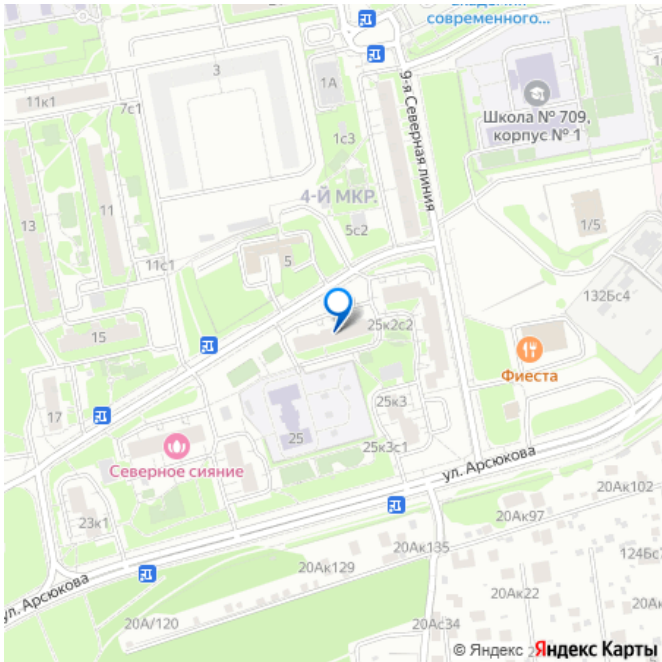 современного...
3
1А
11к1
7с1
9-я Северная линия
Школа № 709,
корпус № 1
1с3
4-Й МКР.
13
11
5с2
1/5
5
11с1
132Бс4
25к2с2
15
Фиеста
17
25к3
25
25к3с1
Северное сияние
ул. Арсюкова
20Ак102
23к1
20Ак97
20Ак135
124Бс
20Ак129
ул. Арсюкова
20Ак22
20А/120
20Ас34
© Яндекс
Яндекс Карты